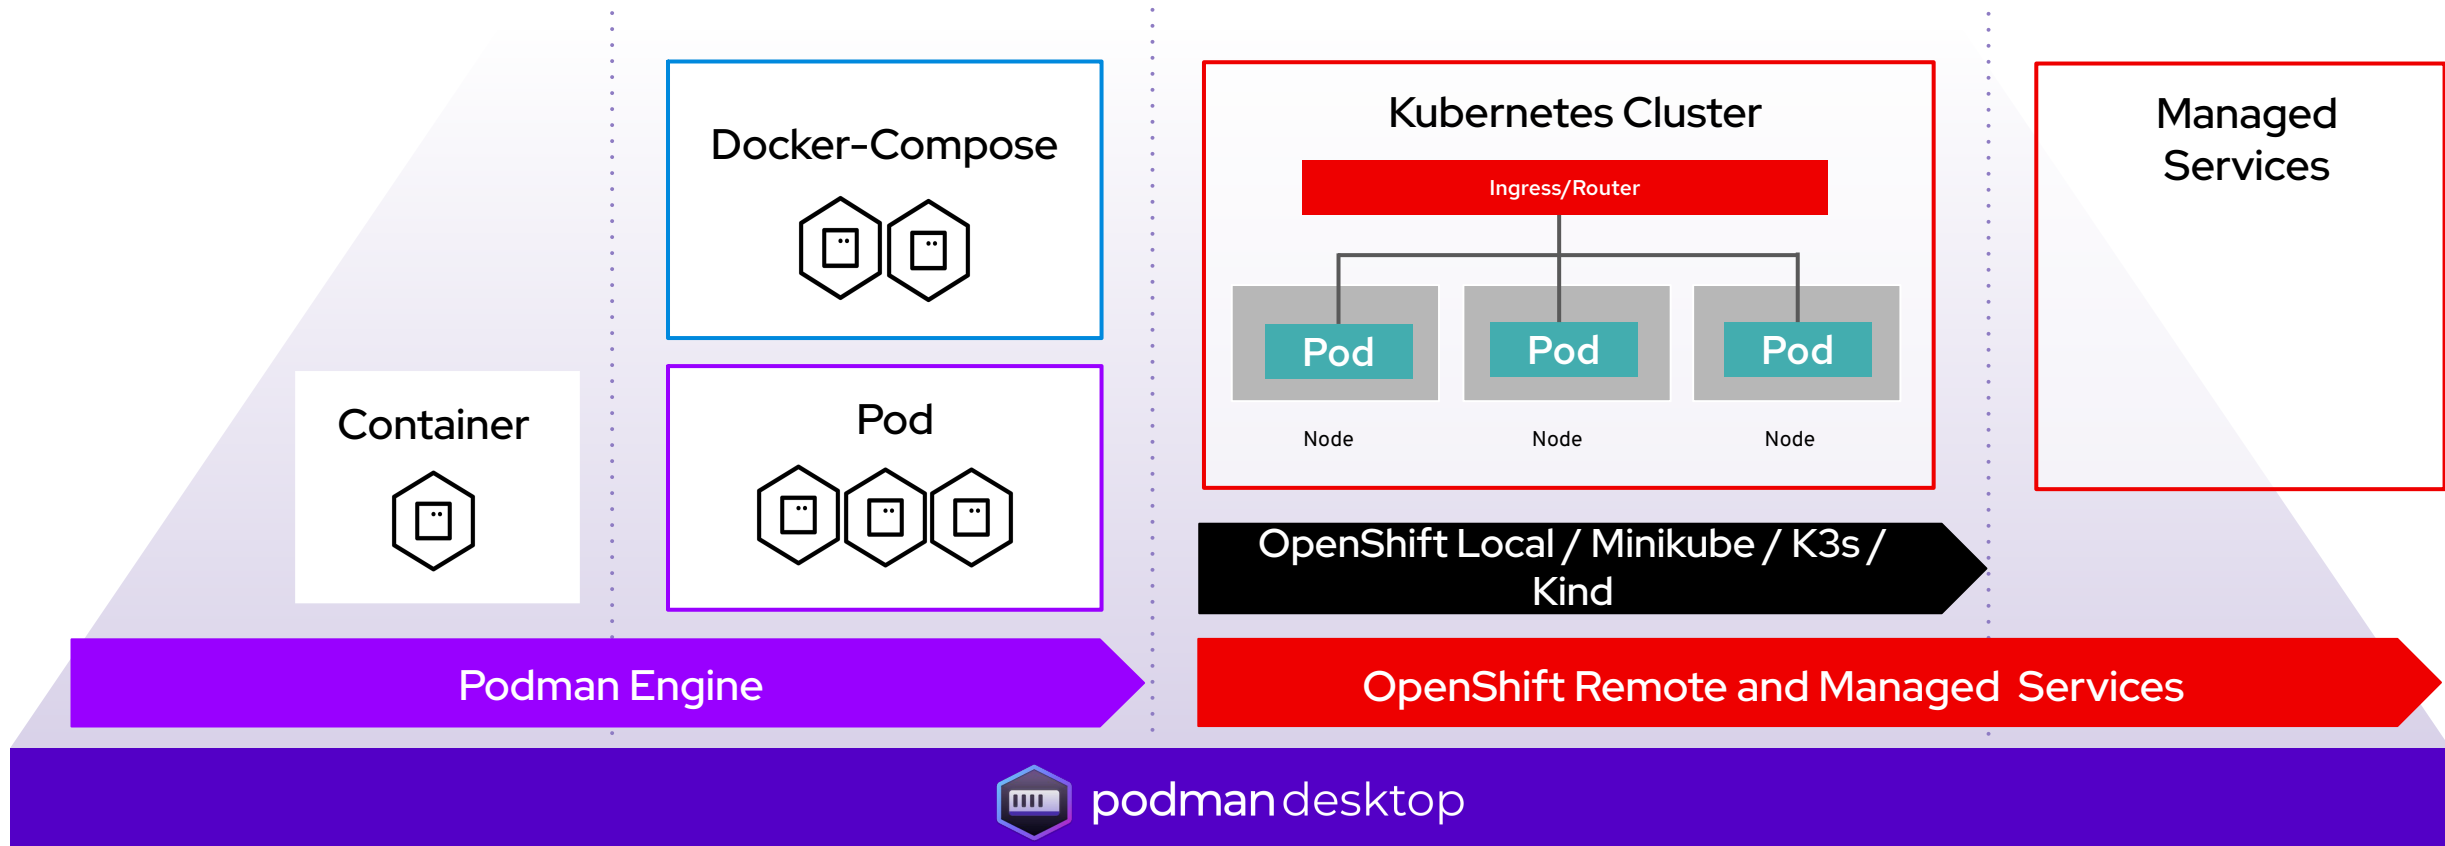 Container
Docker-Compose
Pod
Kubernetes Cluster
Ingress/Router
Pod
Pod
Pod
Node
Node
Node
Managed
Services
OpenShift Local / Minikube / K3s /
Kind
Podman Engine
OpenShift Remote and Managed Services
podman desktop